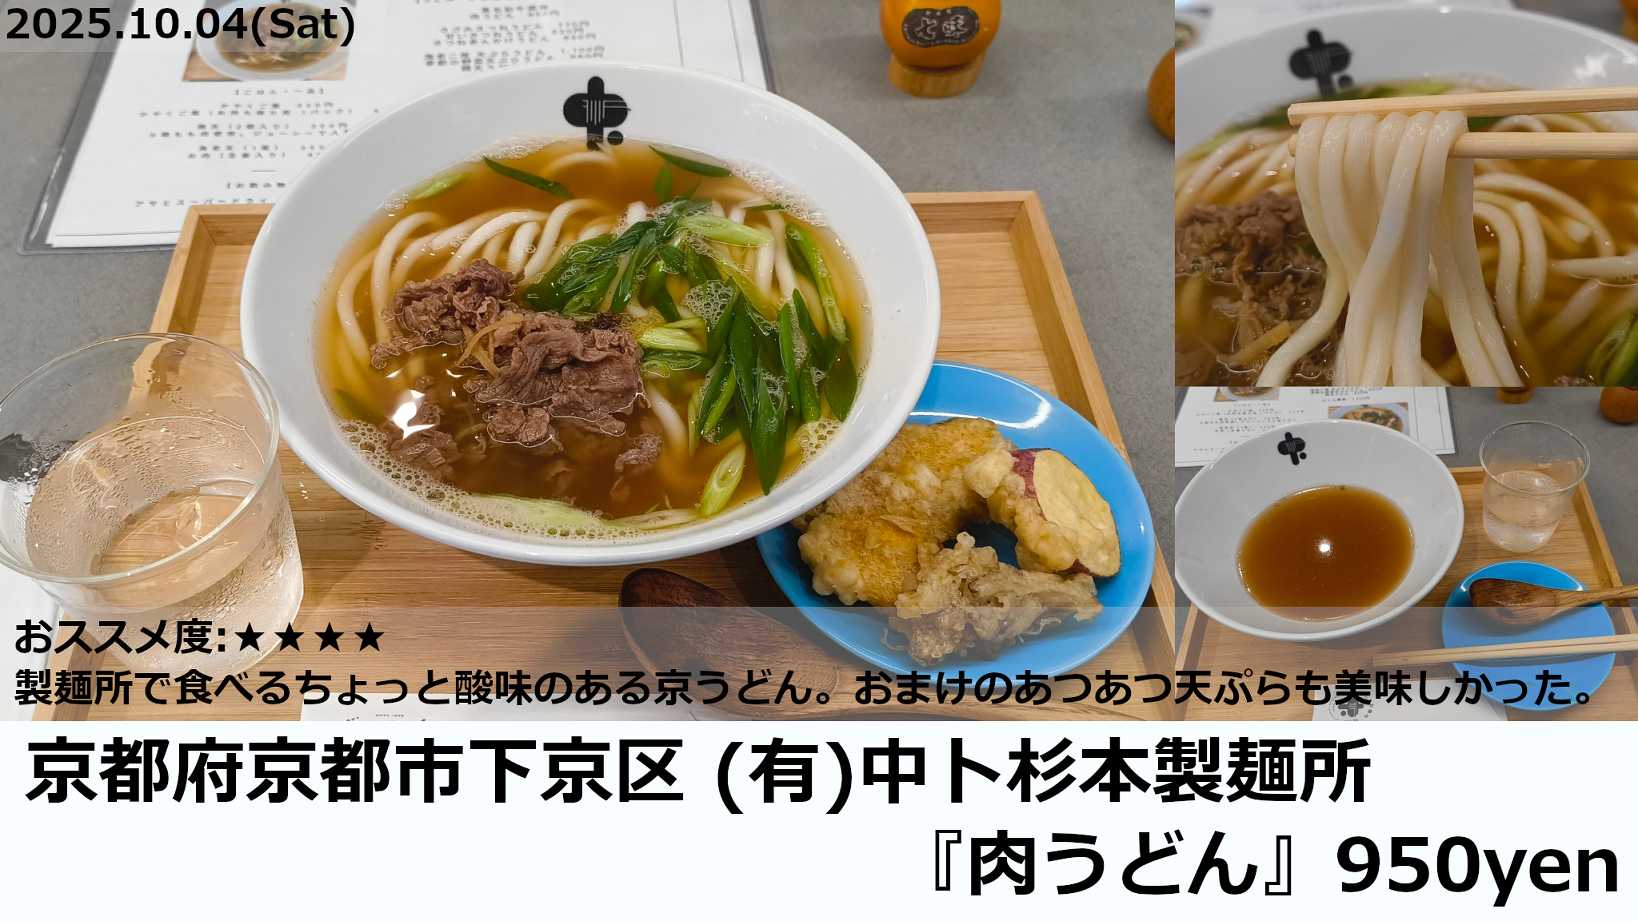 2025.10.04(Sat)
おススメ度:★★★★
製麺所で食べるちょっと酸味のある京うどん。おまけのあつあつ天ぷらも美味しかった。
京都府京都市下京区 (有)中ト杉本製麺所
『肉うどん』950yen